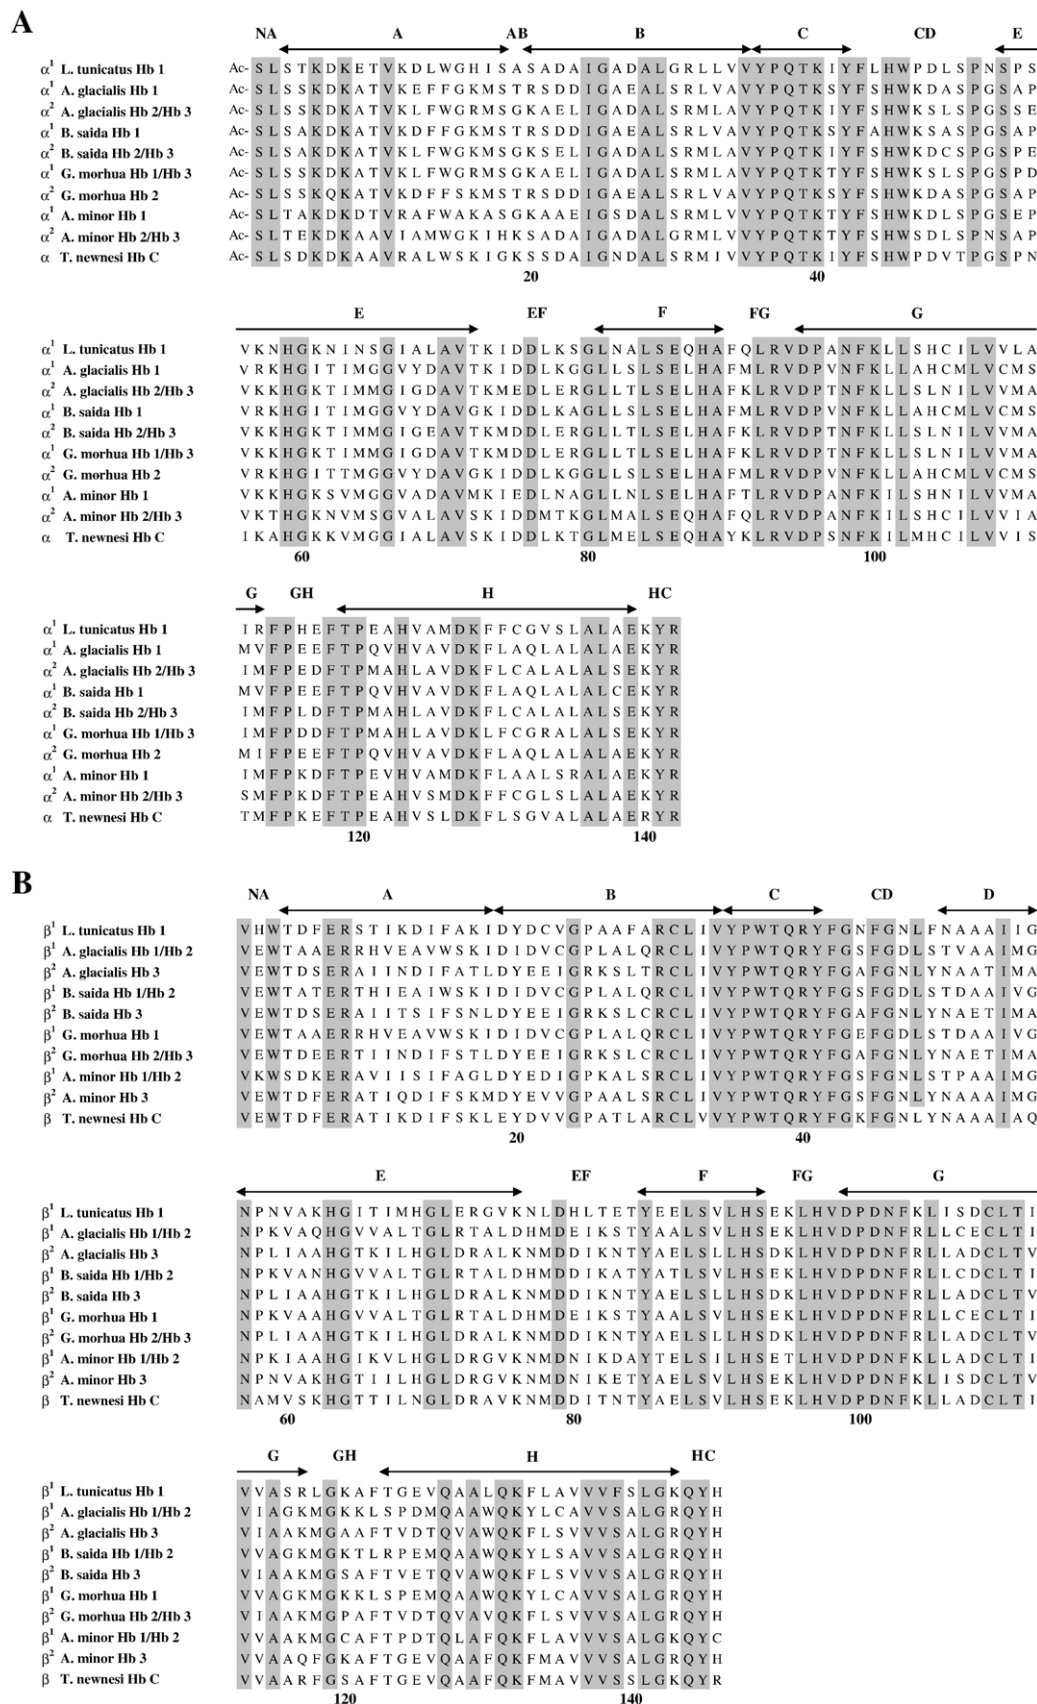 A
NA A AB B C CD E
α¹ L. tunicatus Hb 1 Ac- S L S T K D K E T V K D L W G H I S A S A D A I G A D A L G R L L V V Y P Q T K I Y F L H W P D L S P N S P S
α¹ A. glacialis Hb 1 Ac- S L S S K D K A T V K E F F G K M S T R S D D I G A E A L S R L V A V Y P Q T K S Y F S H W K D A S P G S A P
α² A. glacialis Hb 2/Hb 3 Ac- S L S S K D K A T V K L F W G R M S G K A E L I G A D A L S R M L A V Y P Q T K I Y F S H W K S L S P G S S E
α¹ B. saida Hb 1 Ac- S L S A K D K A T V K D F F G K M S T R S D D I G A E A L S R L V A V Y P Q T K I Y F A H W K S A S P G S A P
α² B. saida Hb 2/Hb 3 Ac- S L S A K D K A T V K L F W G K M S G K S E L I G A D A L S R M L A V Y P Q T K I Y F S H W K D C S P G S P E
α¹ G. morhua Hb 1/Hb 3 Ac- S L S S K D K A T V K L F W G R M S G K A E L I G A D A L S R M L A V Y P Q T K I Y F S H W K S L S P G S P D
α² G. morhua Hb 2 Ac- S L S S K Q K A T V K D F F S K M S T R S D D I G A E A L S R L V A V Y P Q T K S Y F S H W K D A S P G S A P
α¹ A. minor Hb 1 Ac- S L T A K D K D T V R A F W A K A S G K A A E I G S D A L S R M L V V Y P Q T K T Y F S H W K D L S P G S E P
α² A. minor Hb 2/Hb 3 Ac- S L T E K D K A A V I A M W G K I H K S A D A I G A D A L S R M L V V Y P Q T K T Y F S H W S D L S P N S A P
α T. newnesi Hb C Ac- S L S D K D K A A V R A L W S K I G K S S D A I G N D A L S R M I V V Y P Q T K I Y F S H W P D V T P G S P N
20 40
E EF F FG G
α¹ L. tunicatus Hb 1 V K N H G K N I N S G I A L A V T K I D D L K S G L N A L S E Q H A F Q L R V D P A N F K L L S H C I L V V L A
α¹ A. glacialis Hb 1 V R K H G I T I M G G V Y D A V T K I D D L K G G L L S L S E L H A F M L R V D P V N F K L L A H C M L V C M S
α² A. glacialis Hb 2/Hb 3 V K K H G K T I M M G I G D A V T K M E D L E R G L L T L S E L H A F K L R V D P T N F K L L S L N I L V V M A
α¹ B. saida Hb 1 V R K H G I T I M G G V Y D A V G K I D D L K A G L L S L S E L H A F K L R V D P V N F K L L A H C M L V C M S
α² B. saida Hb 2/Hb 3 V K K H G K T I M M G I G E A V T K M D D L E R G L L T L S E L H A F K L R V D P T N F K L L S L N I L V V M A
α¹ G. morhua Hb 1/Hb 3 V K K H G K T I M G G I G D A V T K M D D L E R G L L T L S E L H A F K M R V D P T N F K L L S L N I L V V M A
α² G. morhua Hb 2 V R K H G I T T M G G V Y D A V G K I D D L K G G L L S L S E L H A F M L R V D P V N F K L L A H C M L V C M S
α¹ A. minor Hb 1 V K K H G K S V M G G V A D A V M K I E D L N A G L L N L S E L H A F T L R V D P A N F K I L S H N I L V V M A
α² A. minor Hb 2/Hb 3 V K T H G K N V M S G V A L A V S K I D D M T K G L M A L S E Q H A F Q L R V D P A N F K I L S H C I L V V I A
α T. newnesi Hb C I K A H G K K V M G G I A L A V S K I D D L K T G L M E L S E Q H A Y K L R V D P S N F K I L M H C I L V V I S
60 80 100
G GH H HC
α¹ L. tunicatus Hb 1 I R F P H E F T P E A H V A M D K F F C G V S L A L A E K Y R
α¹ A. glacialis Hb 1 M V F P E E F T P Q V H V A V D K F L A Q L A L A L A E K Y R
α² A. glacialis Hb 2/Hb 3 I M F P E D F T P M A H L A V D K F L C A L A L A L S E K Y R
α¹ B. saida Hb 1 M V F P E E F T P Q V H V A V D K F L A Q L A L A L C E K Y R
α² B. saida Hb 2/Hb 3 I M F P L D F T P M A H L A V D K F L C A L A L A L S E K Y R
α¹ G. morhua Hb 1/Hb 3 I M F P D D F T P M A H L A V D K L F C G R A L A L S E K Y R
α² G. morhua Hb 2 M I F P E E F T P Q V H V A V D K F L A Q L A L A L A E K Y R
α¹ A. minor Hb 1 I M F P K D F T P E V H V A M D K F L A A L S R A L A E K Y R
α² A. minor Hb 2/Hb 3 S M F P K D F T P E A H V S M D K F F C G L S L A L A E K Y R
α T. newnesi Hb C T M F P K E F T P E A H V S L D K F L S G V A L A L A E R Y R
120 140
B
NA A B C CD D
β¹ L. tunicatus Hb 1 V H W T D F E R S T I K D I F A K I D Y D C V G P A A F A R C L I V Y P W T Q R Y F G N F G N L F N A A A I I G
β¹ A. glacialis Hb 1/Hb 2 V E W T A A E R R H V E A V W S K I D I D V C G P L A L Q R C L I V Y P W T Q R Y F G S F G D L S T V A A I M G
β² A. glacialis Hb 3 V E W T D S E R A I I N D I F A T L D Y E E I G R K S L T R C L I V Y P W T Q R Y F G A F G N L Y N A A T I M A
β¹ B. saida Hb 1/Hb 2 V E W T A T E R T H I E A I W S K I D I D V C G P L A L Q R C L I V Y P W T Q R Y F G S F G D L S T D A A I V G
β² B. saida Hb 3 V E W T D S E R A I I T S I F S N L D Y E E I G R K S L C R C L I V Y P W T Q R Y F G A F G N L Y N A E T I M A
β¹ G. morhua Hb 1 V E W T A A E R R H V E A V W S K I D I D V C G P L A L Q R C L I V Y P W T Q R Y F G E F G D L S T D A A I V G
β² G. morhua Hb 2/Hb 3 V E W T D E E R T I I N D I F S T L D Y E E I G R K S L C R C L I V Y P W T Q R Y F G A F G N L Y N A E T I M A
β¹ A. minor Hb 1/Hb 2 V K W S D K E R A V I I S I F A G L D Y E D I G P K A L S R C L I V Y P W T Q R Y F G S F G N L S T P A A I M G
β² A. minor Hb 3 V E W T D F E R A T I Q D I F S K M D Y E V V G P A A L S R C L I V Y P W T Q R Y F G S F G N L Y N A A A I M G
β T. newnesi Hb C V E W T D F E R A T I K D I F S K L E Y D V V G P A T L A R C L V V Y P W T Q R Y F G K F G N L Y N A A A I A Q
20 40
E EF F FG G
β¹ L. tunicatus Hb 1 N P N V A K H G I T I M H G L E R G V K N L D H L T E T Y E E L S V L H S E K L H V D P D N F K L I S D C L T I
β¹ A. glacialis Hb 1/Hb 2 N P K V A Q H G V V A L T G L R T A L D H M D E I K S T Y A A L S V L H S E K L H V D P D N F R L L C E C L T I
β² A. glacialis Hb 3 N P L I A A H G T K I L H G L D R A L K N M D D I K N T Y A E L S L L H S D K L H V D P D N F R L L A D C L T V
β¹ B. saida Hb 1/Hb 2 N P K V A N H G V V A L T G L R T A L D H M D D I K A T Y A T L S V L H S E K L H V D P D N F R L L C D C L T I
β² B. saida Hb 3 N P L I A A H G T K I L H G L D R A L K N M D D I K N T Y A E L S L L H S D K L H V D P D N F R L L A D C L T V
β¹ G. morhua Hb 1 N P K V A A H G V V A L T G L R T A L D H M D E I K S T Y A A L S V L H S E K L H V D P D N F R L L C E C L T I
β² G. morhua Hb 2/Hb 3 N P L I A A H G T K I L H G L D R A L K N M D D I K N T Y A E L S L L H S D K L H V D P D N F R L L A D C L T V
β¹ A. minor Hb 1/Hb 2 N P K I A A H G I K V L H G L D R G V K N M D N I K D A Y T E L S I L H S E T L H V D P D N F K L L A D C L T I
β² A. minor Hb 3 N P N V A K H G T I I L H G L D R G V K N M D N I K E T Y A E L S V L H S E K L H V D P D N F K L I S D C L T V
β T. newnesi Hb C N A M V S K H G T T I L N G L D R A V K N M D D I T N T Y A E L S V L H S E K L H V D P D N F K L L A D C L T I
60 80 100
G GH H HC
β¹ L. tunicatus Hb 1 V V A S R L G K A F T G E V Q A A L Q K F L A V V V F S L G K Q Y H
β¹ A. glacialis Hb 1/Hb 2 V I A G K M G K K L S P D M Q A A W Q K Y L C A V V S A L G R Q Y H
β² A. glacialis Hb 3 V I A A K M G A A F T V D T Q V A W Q K F L S V V V S A L G R Q Y H
β¹ B. saida Hb 1/Hb 2 V V A G K M G K T L R P E M Q A A W Q K Y L S A V V S A L G R Q Y H
β² B. saida Hb 3 V I A A K M G S A F T V E T Q V A W Q K F L S V V V S A L G R Q Y H
β¹ G. morhua Hb 1 V V A G K M G K K L S P E M Q A A W Q K Y L C A V V S A L G R Q Y H
β² G. morhua Hb 2/Hb 3 V I A A K M G P A F T V D T Q V A V Q K F L S V V V S A L G R Q Y H
β¹ A. minor Hb 1/Hb 2 V V A A K M G C A F T P D T Q L A F Q K F L A V V V S A L G K Q Y C
β² A. minor Hb 3 V V A A Q F G K A F T G E V Q A A F Q K F M A V V V S A L G K Q Y H
β T. newnesi Hb C V V A A R F G S A F T G E V Q A A F Q K F M A V V V S S L G K Q Y R
120 140